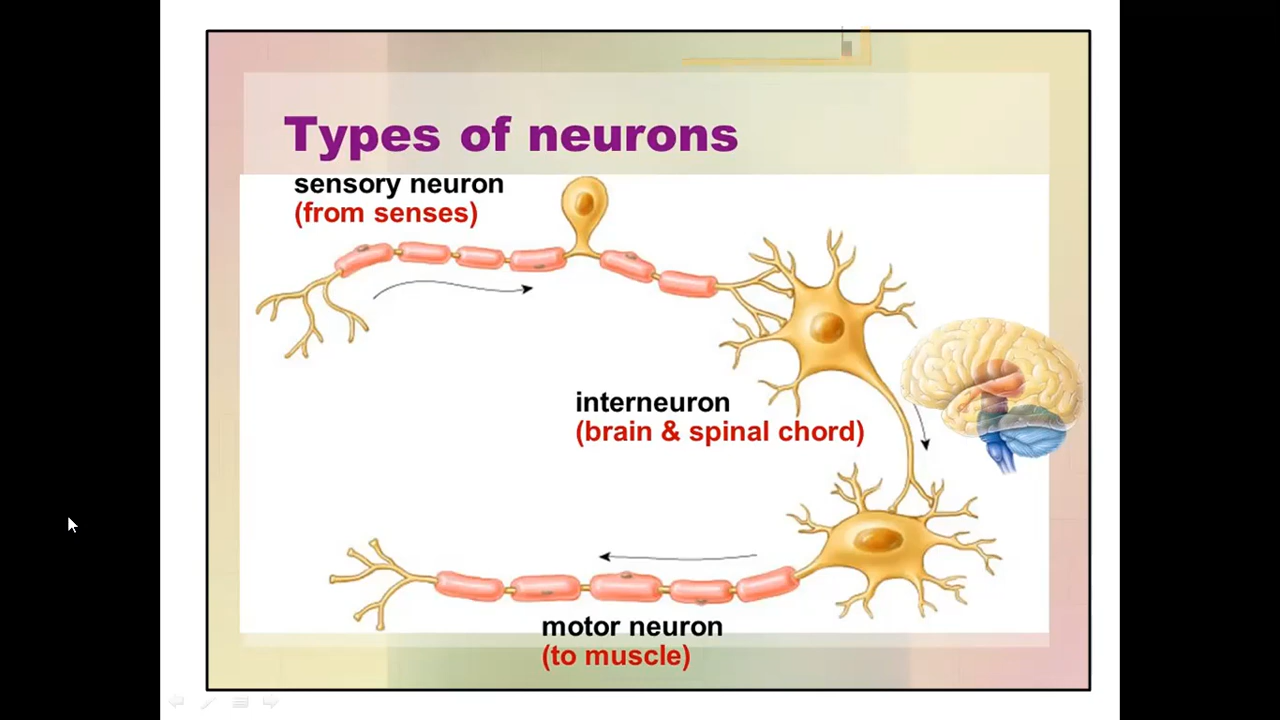 Types of neurons
sensory neuron
(from senses)
interneuron
(brain & spinal chord)
motor neuron
(to muscle)